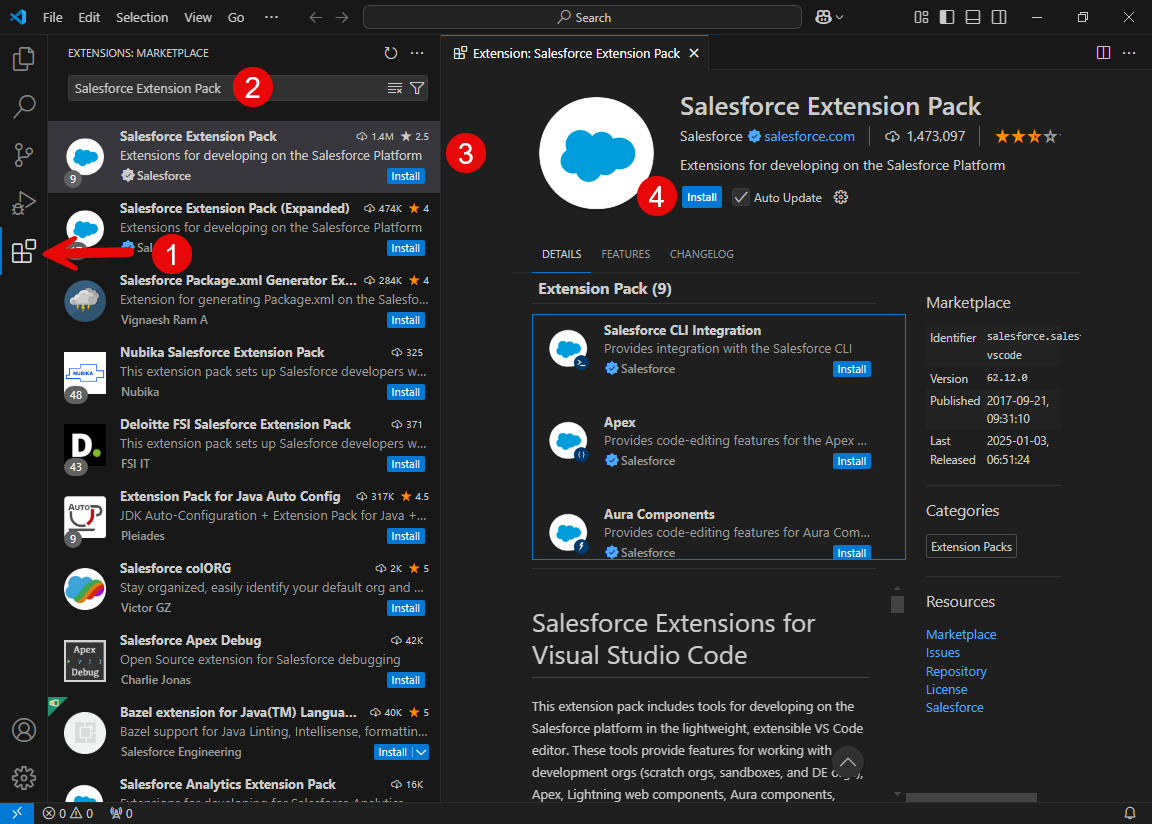 File Edit Selection View Go ···
Search
EXTENSIONS: MARKETPLACE
Salesforce Extension Pack
2
Salesforce Extension Pack 1.4M 2.5
Extensions for developing on the Salesforce Platform
9
Salesforce Install
Salesforce Extension Pack (Expanded) 474K 4
Extensions for developing on the Salesforce Platform
Install
1
Salesforce Package.xml Generator Ex... 284K 4
Extension for generating Package.xml on the Salesfo...
Vignaesh Ram A Install
Nubika Salesforce Extension Pack 325
This extension pack sets up Salesforce developers w...
NUBIKA
48
Nubika Install
Deloitte FSI Salesforce Extension Pack 371
This extension pack sets up Salesforce developers w...
D.
43
FSI IT Install
Extension Pack for Java Auto Config 317K 4.5
JDK Auto-Configuration + Extension Pack for Java +...
AUTO
9
Pleiades Install
Salesforce colORG 2K 5
Stay organized, easily identify your default org and ...
Victor GZ Install
Salesforce Apex Debug 42K
Open Source extension for Salesforce debugging
Apex
Debug
Charlie Jonas Install
Bazel extension for Java(TM) Langua... 40K 5
Bazel support for Java Linting, Intellisense, formattin...
Salesforce Engineering Install
Salesforce Analytics Extension Pack 16K
Extensions for developing for Salesforce Analytics
0 0 0
Extension: Salesforce Extension Pack
3
Salesforce Extension Pack
Salesforce salesforce.com 1,473,097
Extensions for developing on the Salesforce Platform
4
Install Auto Update
DETAILS FEATURES CHANGELOG
Extension Pack (9)
Salesforce CLI Integration
Provides integration with the Salesforce CLI
Salesforce Install
Apex
Provides code-editing features for the Apex ...
Salesforce Install
Aura Components
Provides code-editing features for Aura Com...
Salesforce Install
Salesforce Extensions for
Visual Studio Code
This extension pack includes tools for developing on the
Salesforce platform in the lightweight, extensible VS Code
editor. These tools provide features for working with
development orgs (scratch orgs, sandboxes, and DE
Apex, Lightning web components, Aura components,
Marketplace
Identifier salesforce.sales
vscode
Version 62.12.0
Published 2017-09-21,
09:31:10
Last 2025-01-03,
Released 06:51:24
Categories
Extension Packs
Resources
Marketplace
Issues
Repository
License
Salesforce